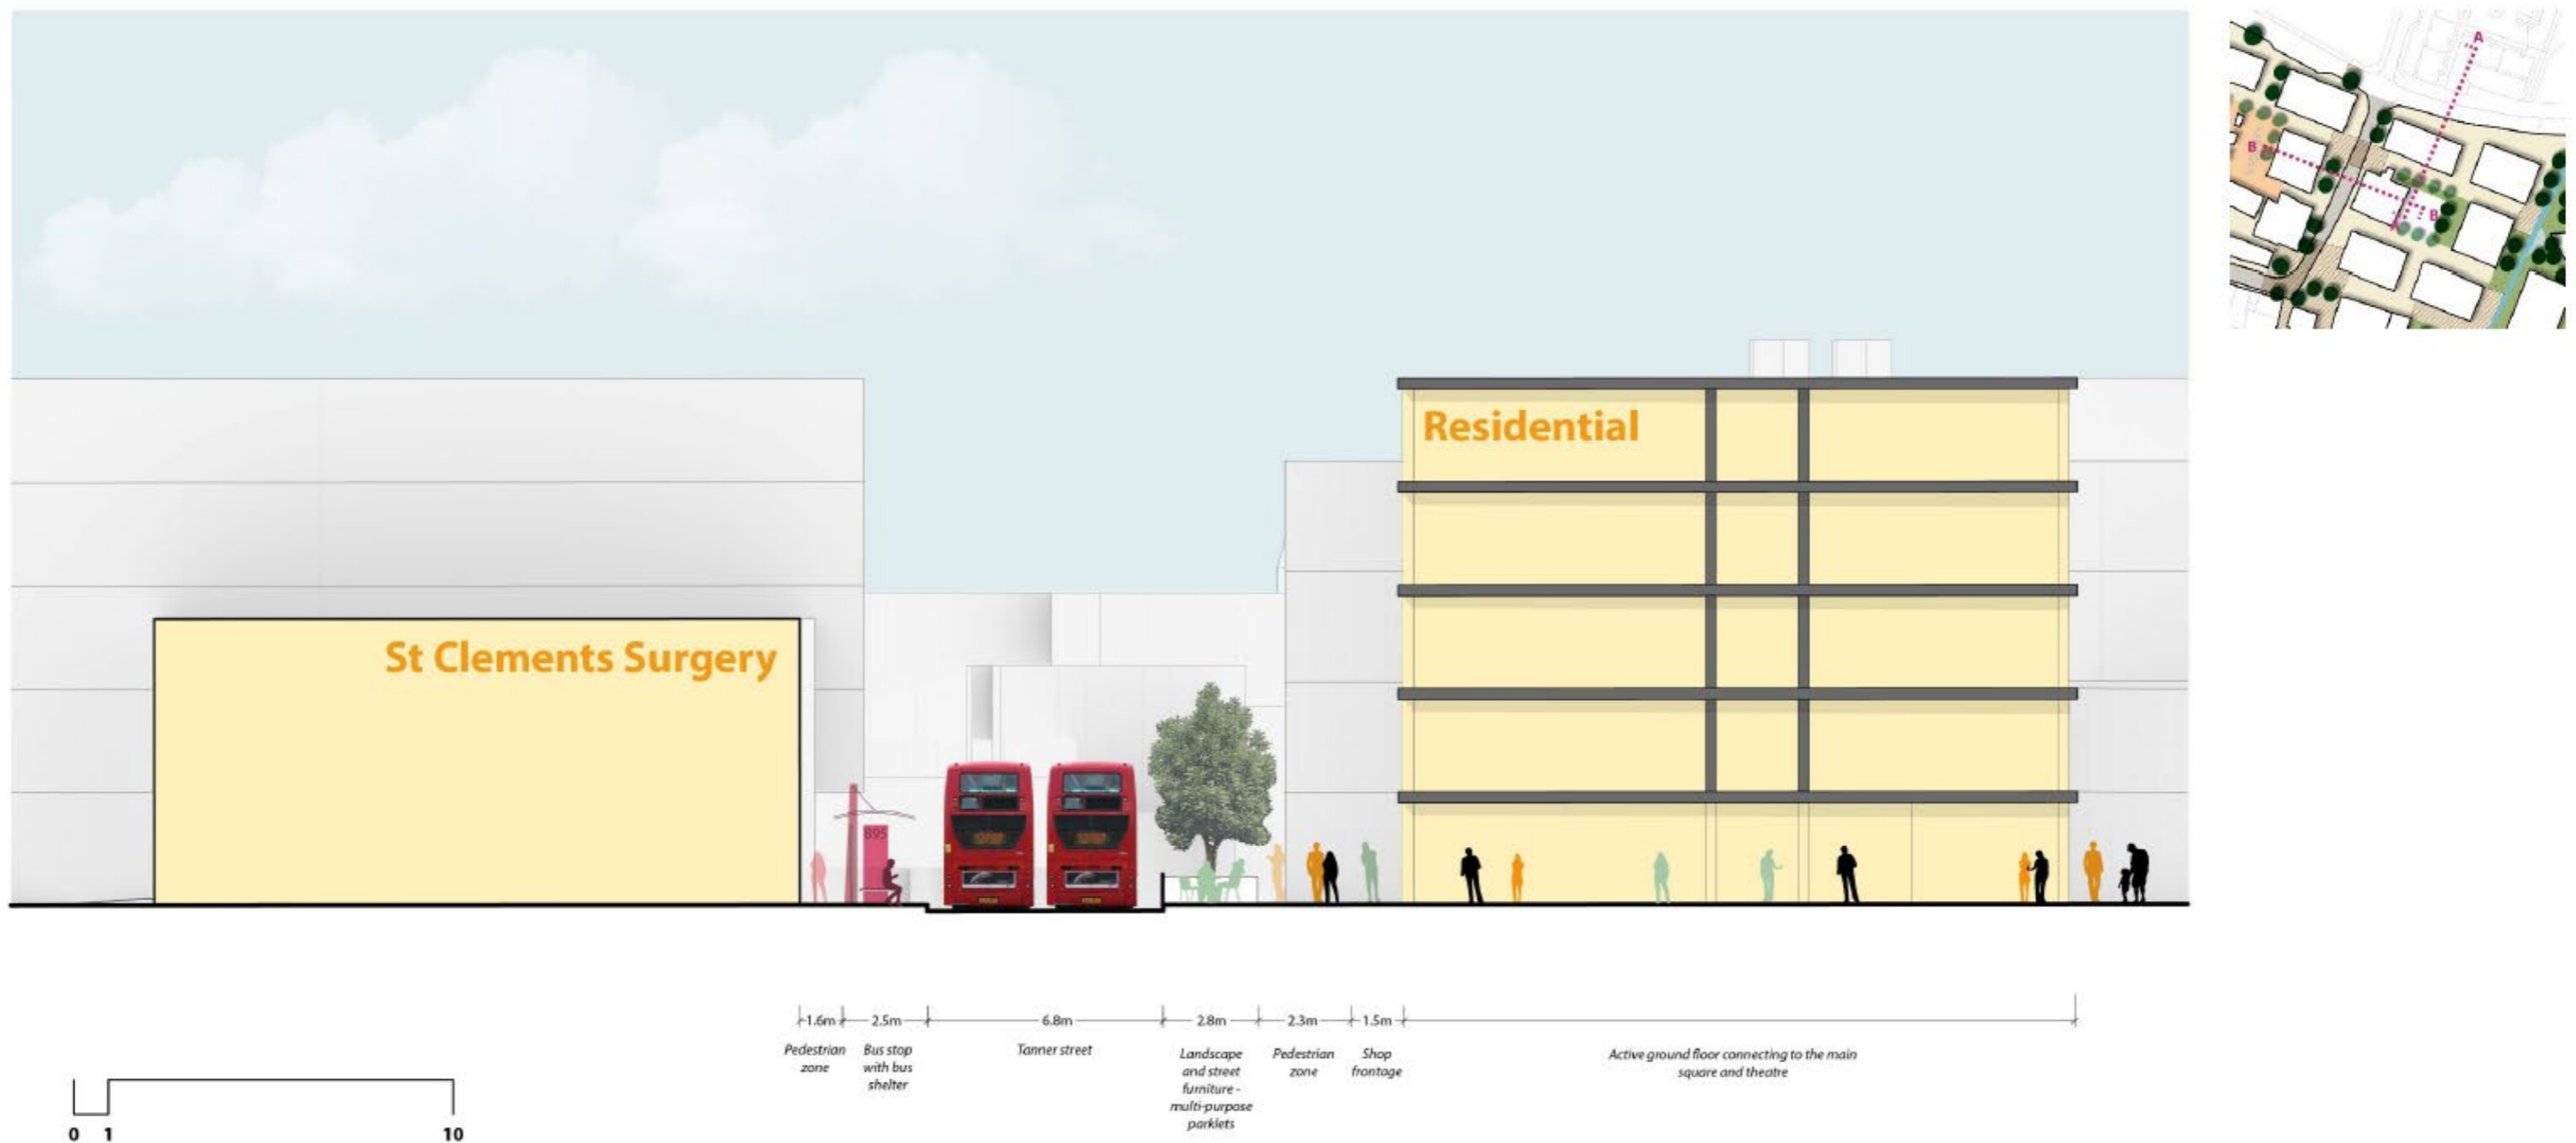 A
B
B
A
Residential
St Clements Surgery
895
1.6m
2.5m
6.8m
2.8m
2.3m
1.5m
Pedestrian
zone
Bus stop
with bus
shelter
Tanner street
Landscape
and street
furniture -
multi-purpose
parklets
Pedestrian
zone
Shop
frontage
Active ground floor connecting to the main
square and theatre
0 1 10